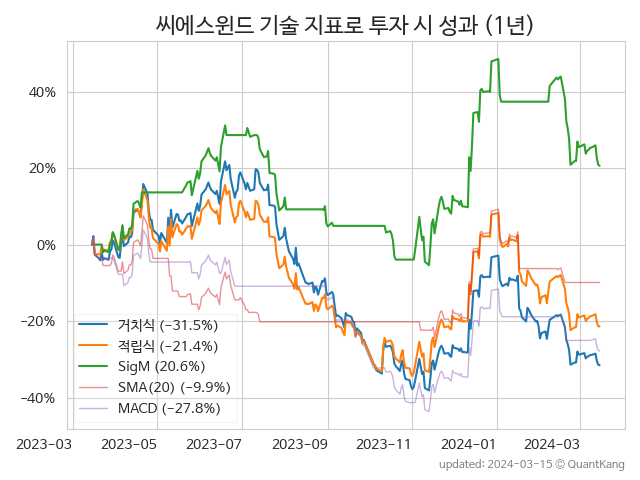 씨에스윈드 기술 지표로 투자 시 성과 (1년)
40%
20%
0%
−20%
−40%
거치식 (−31.5%)
적립식 (−21.4%)
SigM (20.6%)
SMA(20) (−9.9%)
MACD (−27.8%)
2023−03 2023−05 2023−07 2023−09 2023−11 2024−01 2024−03
updated: 2024−03−15 © QuantKang